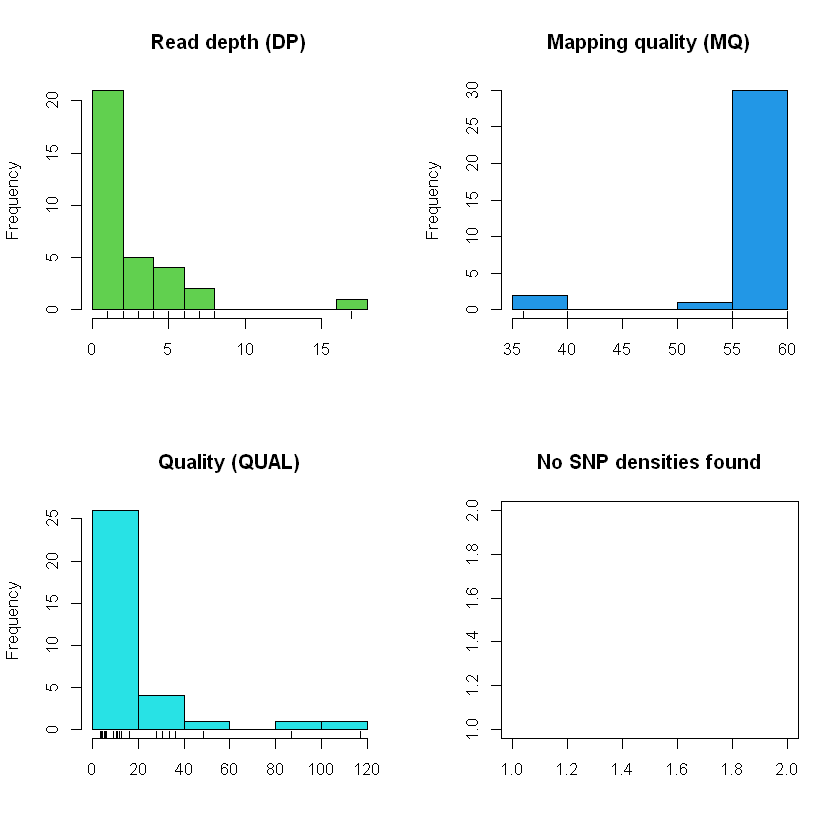 Read depth (DP)
Frequency
20
15
10
5
0
0 5 10 15
Mapping quality (MQ)
Frequency
30
25
20
15
10
5
0
35 40 45 50 55 60
Quality (QUAL)
Frequency
25
20
15
10
5
0
0 20 40 60 80 100 120
No SNP densities found
2.0
1.8
1.6
1.4
1.2
1.0
1.0 1.2 1.4 1.6 1.8 2.0